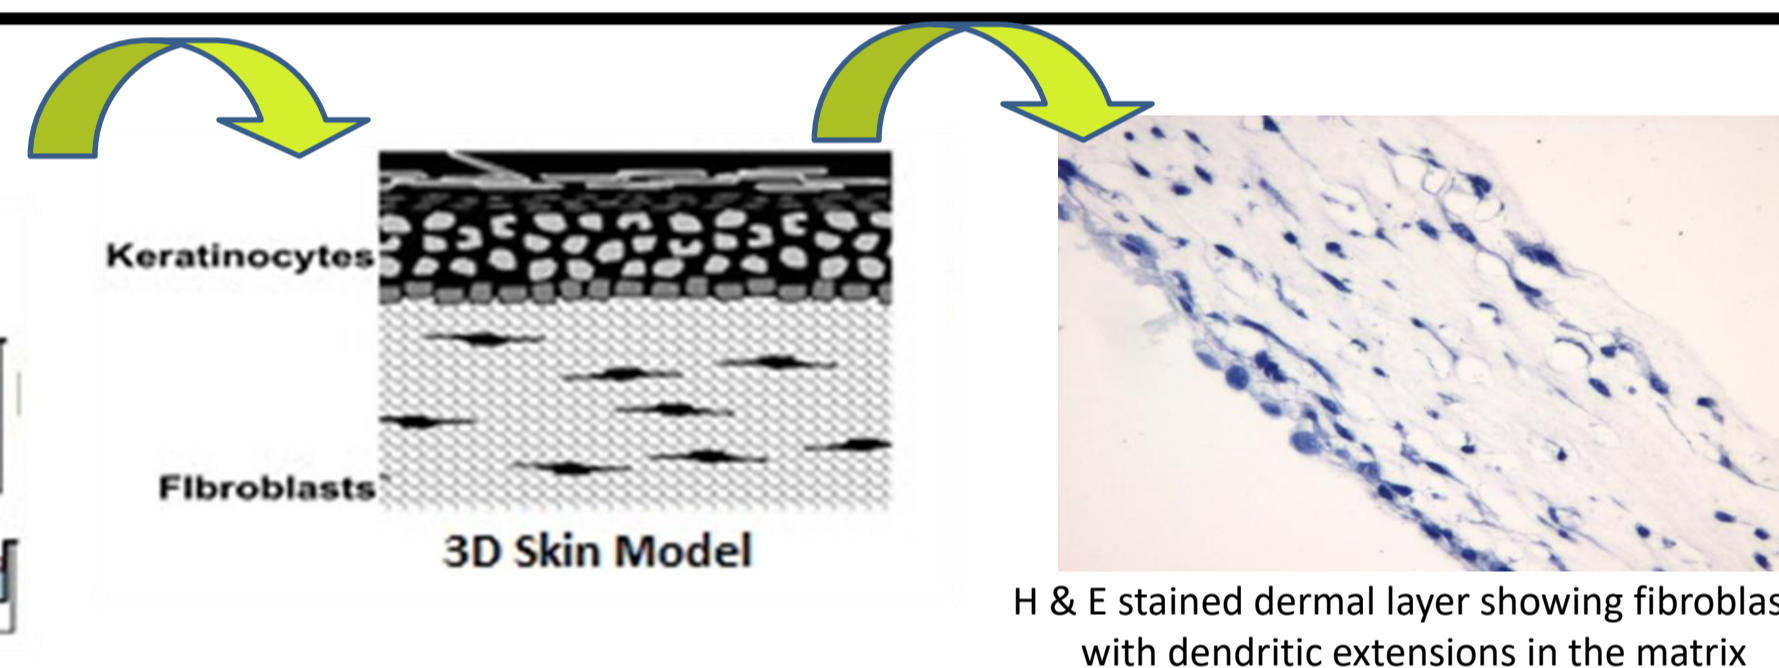 Keratinocytes
FIbroblasts
3D Skin Model
H & E stained dermal layer showing fibroblas
with dendritic extensions in the matrix